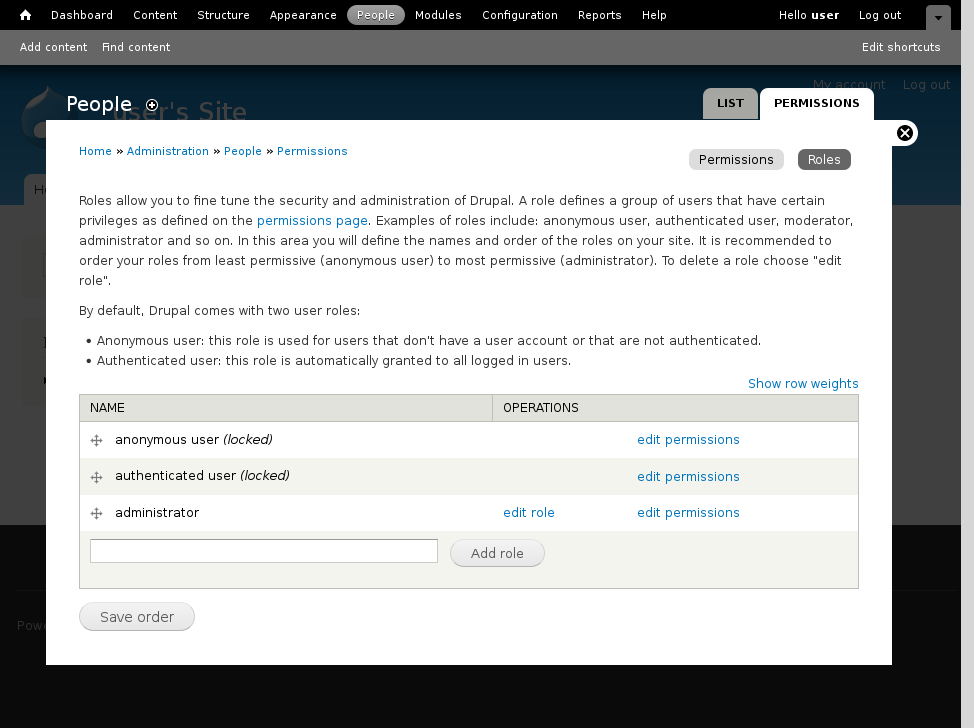 Dashboard Content Structure Appearance People Modules Configuration Reports Help Hello user Log out
Add content Find content Edit shortcuts
My account Log out
People
user's Site
LIST PERMISSIONS
Home » Administration » People » Permissions
Permissions Roles
Roles allow you to fine tune the security and administration of Drupal. A role defines a group of users that have certain
privileges as defined on the permissions page. Examples of roles include: anonymous user, authenticated user, moderator,
administrator and so on. In this area you will define the names and order of the roles on your site. It is recommended to
order your roles from least permissive (anonymous user) to most permissive (administrator). To delete a role choose "edit
role".
By default, Drupal comes with two user roles:
• Anonymous user: this role is used for users that don't have a user account or that are not authenticated.
• Authenticated user: this role is automatically granted to all logged in users.
Show row weights
NAME OPERATIONS
anonymous user (locked) edit permissions
authenticated user (locked) edit permissions
administrator edit role edit permissions
Add role
Save order